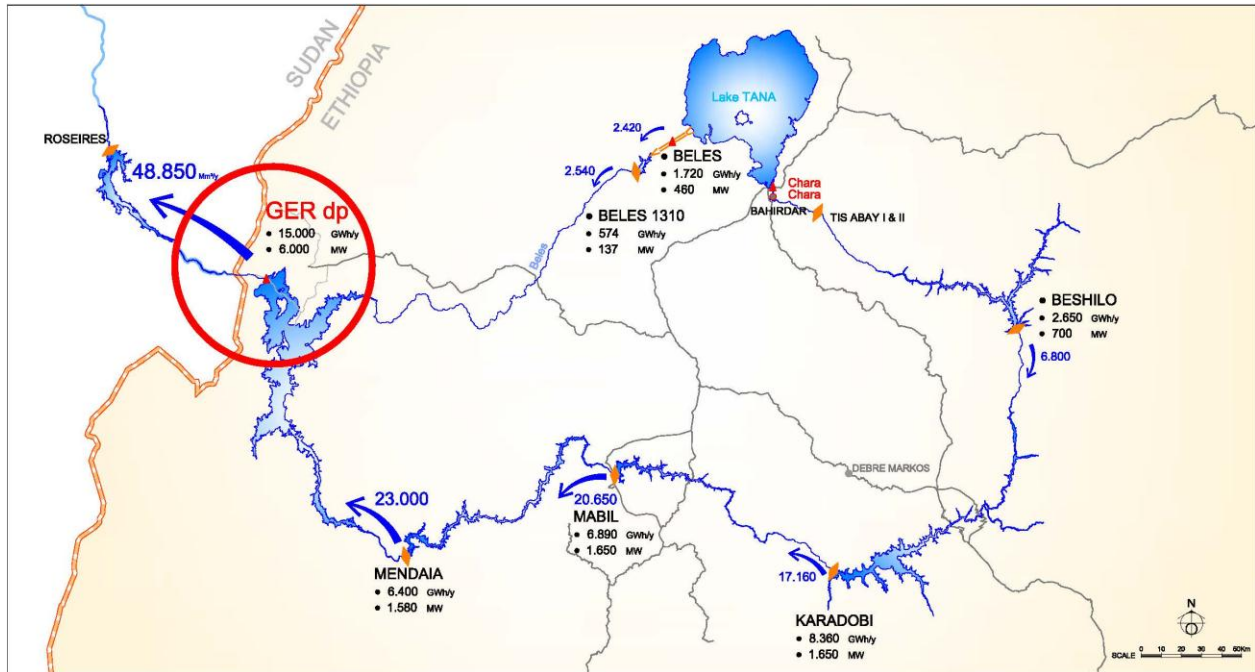 SUDAN
ETHIOPIA
Lake TANA
ROSEIRES
48.850 Mm³/y
GER dp
• 15.000 GWh/y
• 6.000 MW
2.420
2.540
• BELES
• 1.720 GWh/y
• 460 MW
• BELES 1310
• 574 GWh/y
• 137 MW
Beles
Chara
Chara
BAHIRDAR
TIS ABAY I & II
• BESHILO
• 2.650 GWh/y
• 700 MW
6.800
DEBRE MARKOS
23.000
MENDAIA
• 6.400 GWh/y
• 1.580 MW
20.650
MABIL
• 6.890 GWh/y
• 1.650 MW
17.160
KARADOBI
• 8.360 GWh/y
• 1.650 MW
N
SCALE 0 10 20 30 40 60Km